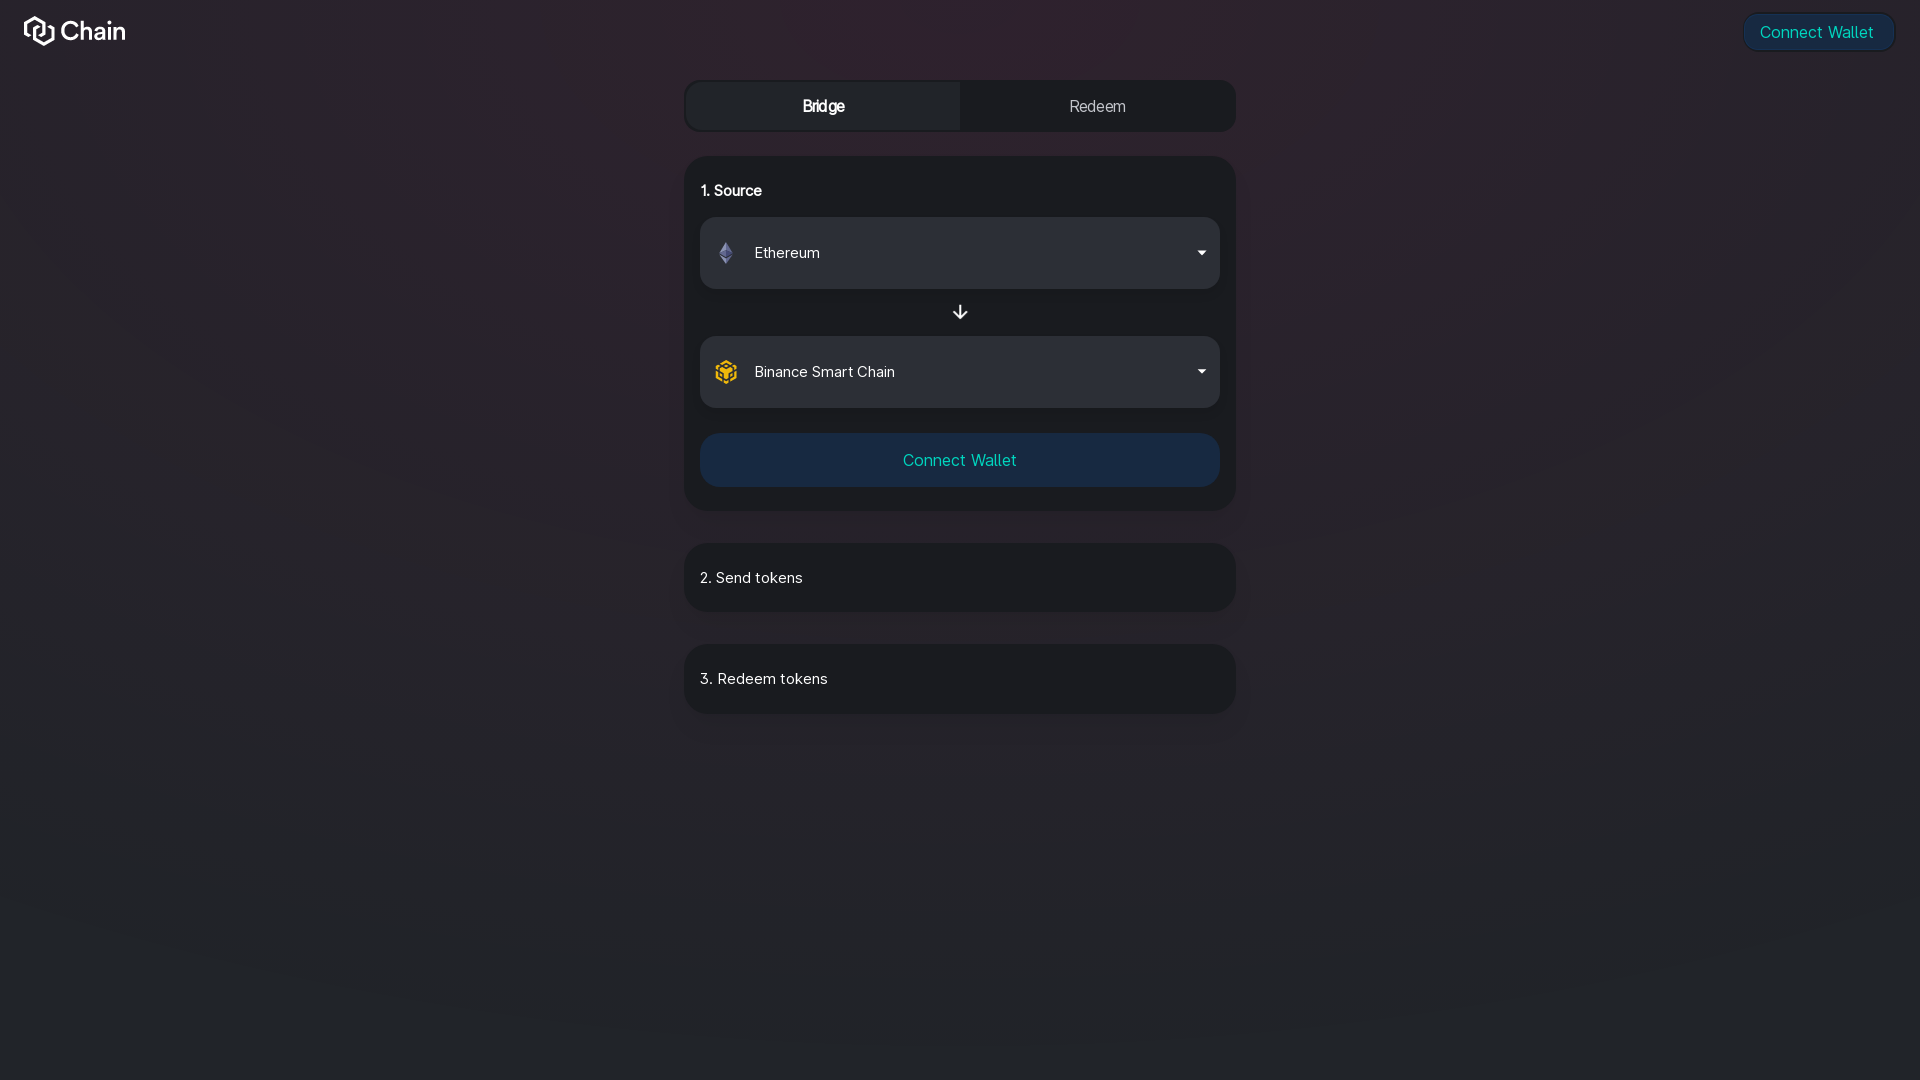 Chain
Connect Wallet
Bridge
Redeem
1. Source
Ethereum
Binance Smart Chain
Connect Wallet
2. Send tokens
3. Redeem tokens